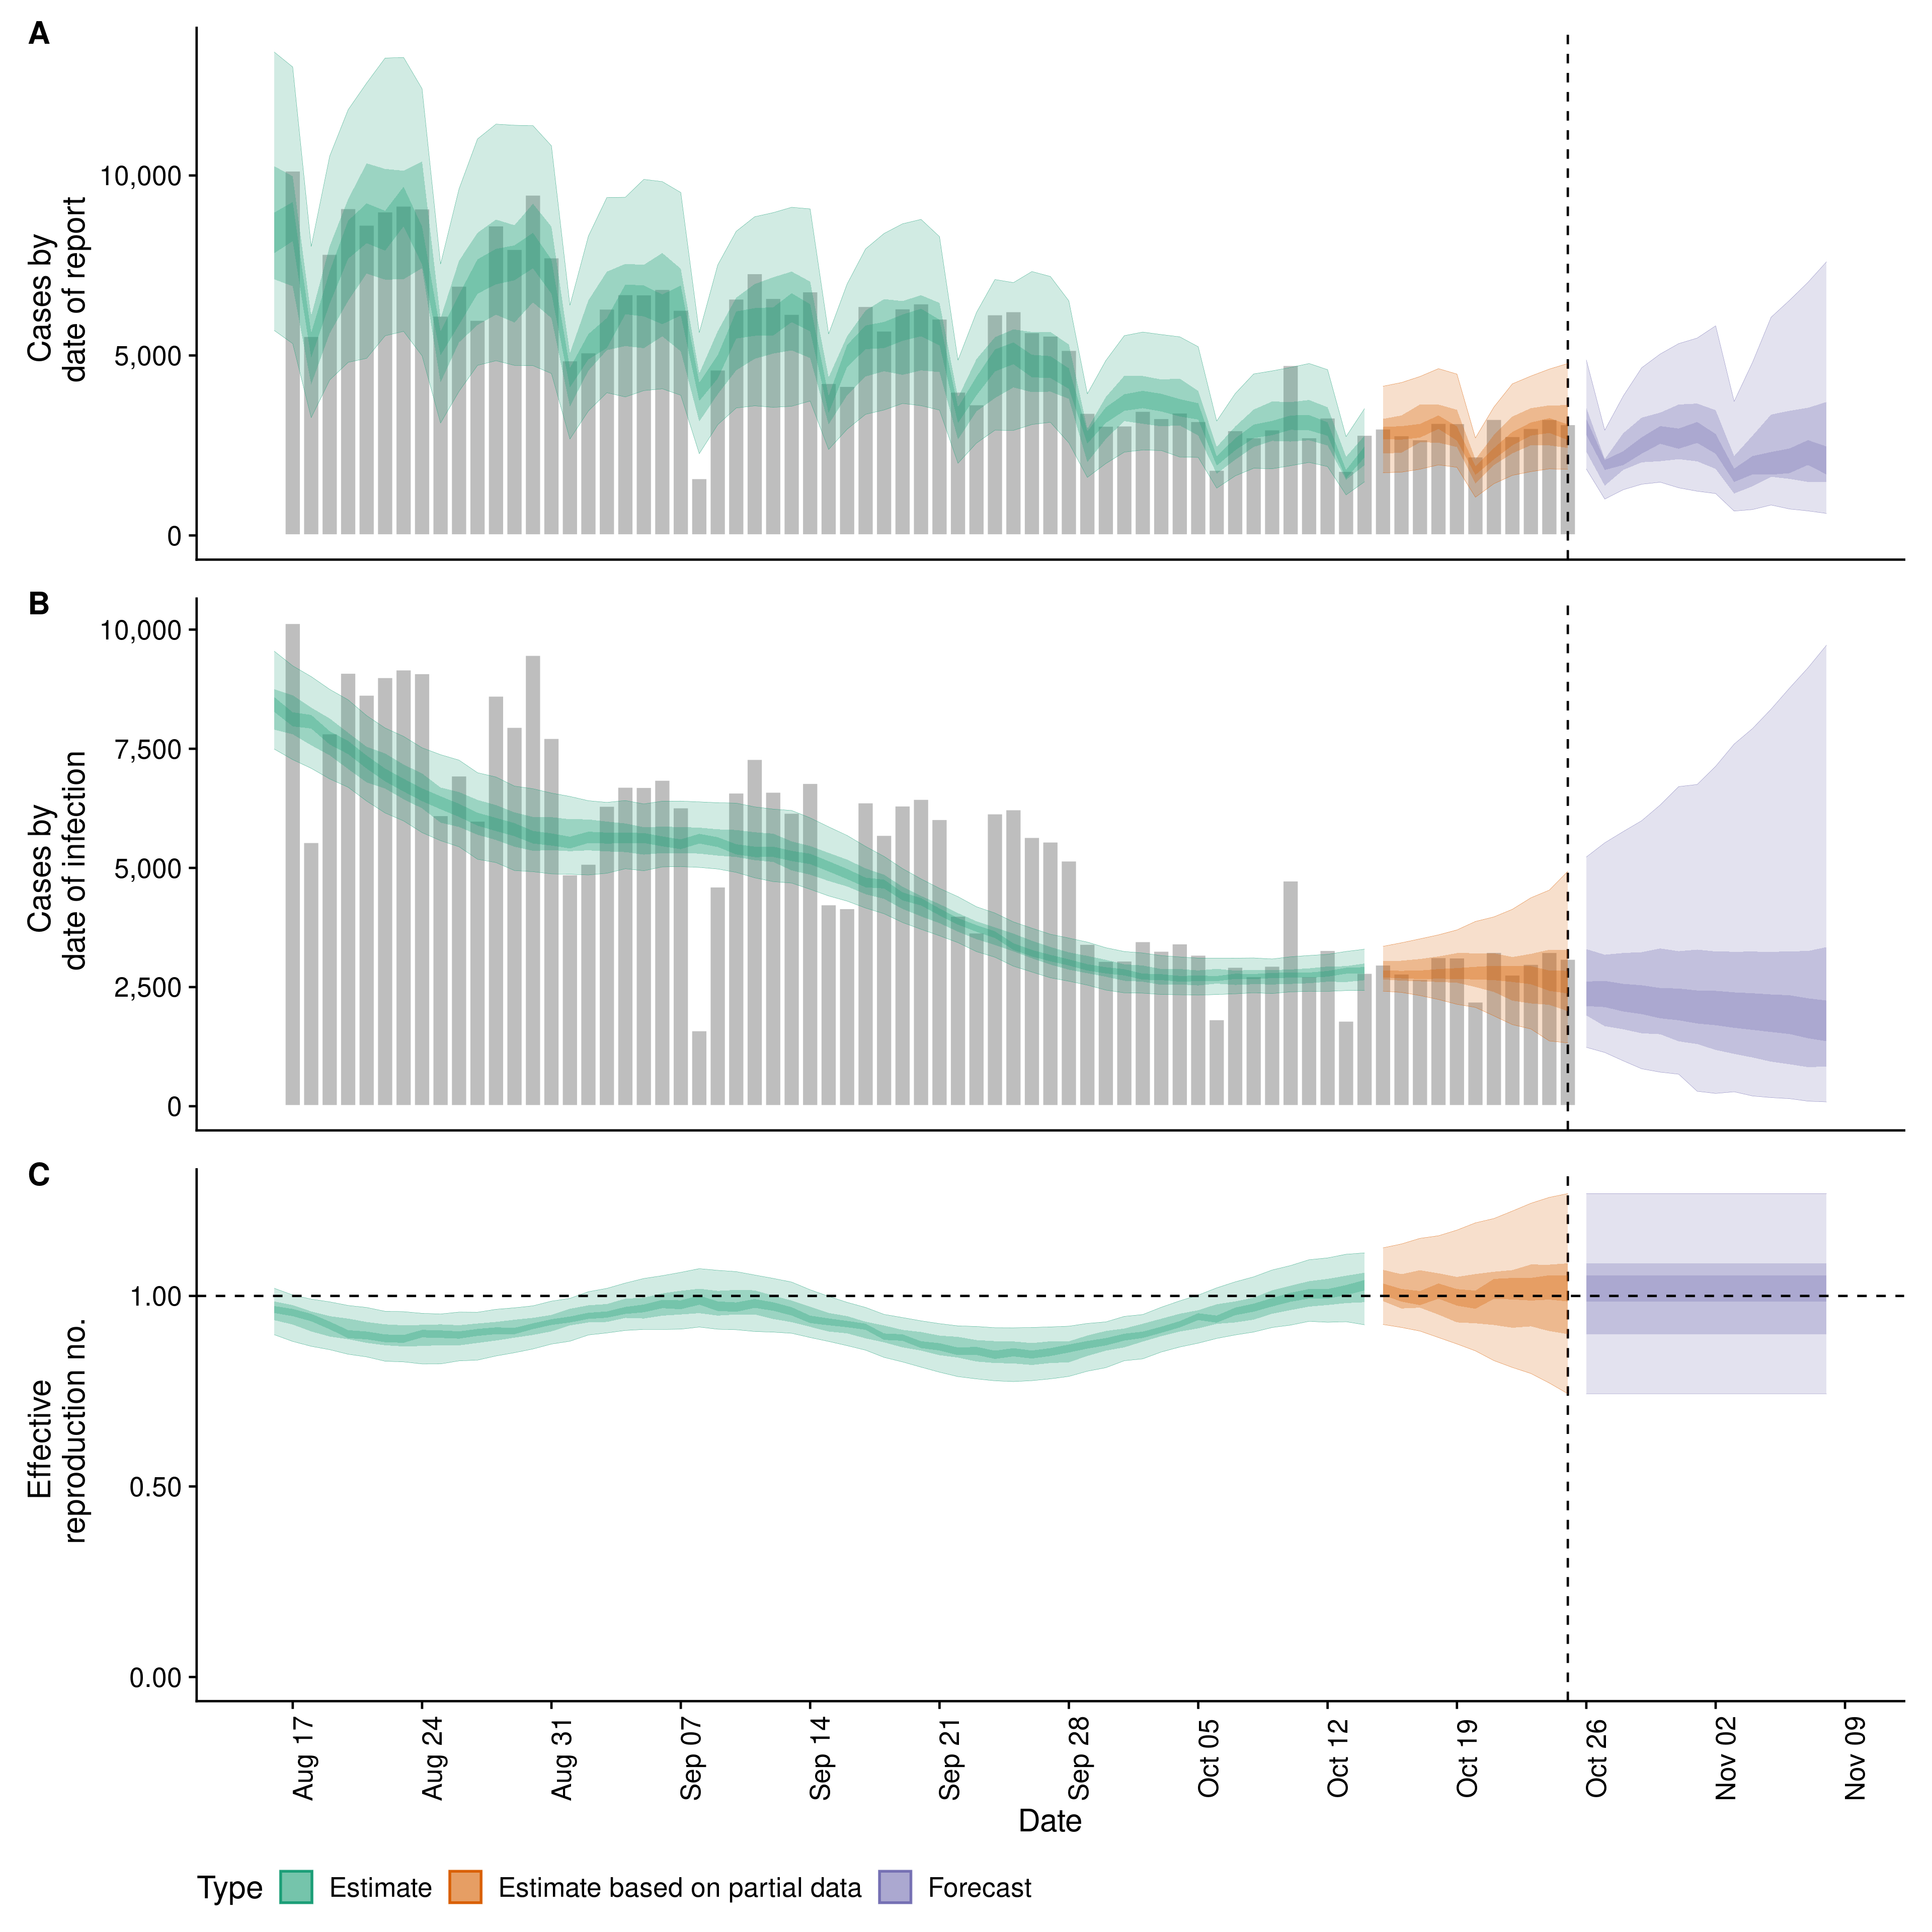 A
Cases by
date of report
10,000
5,000
0
B
Cases by
date of infection
10,000
7,500
5,000
2,500
0
C
Effective
reproduction no.
1.00
0.50
0.00
Aug 17
Aug 24
Aug 31
Sep 07
Sep 14
Sep 21
Sep 28
Oct 05
Oct 12
Oct 19
Oct 26
Nov 02
Nov 09
Date
Type Estimate Estimate based on partial data Forecast